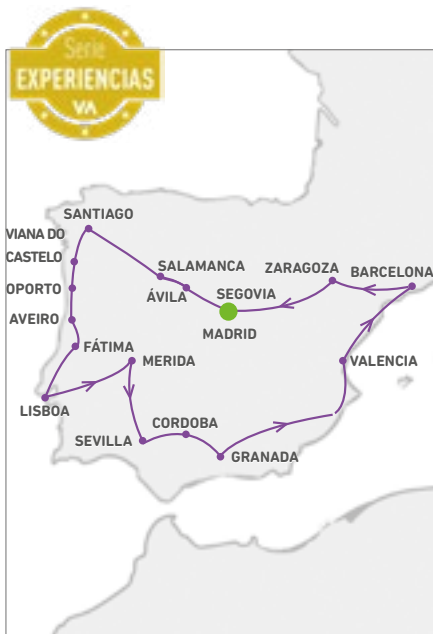 Serie
EXPERIENCIAS
VA
SANTIAGO
VIANA DO
CASTELO
SALAMANCA
ZARAGOZA
BARCELONA
OPORTO
ÁVILA
SEGOVIA
AVEIRO
MADRID
FÁTIMA
MERIDA
VALENCIA
LISBOA
CORDOBA
SEVILLA
GRANADA